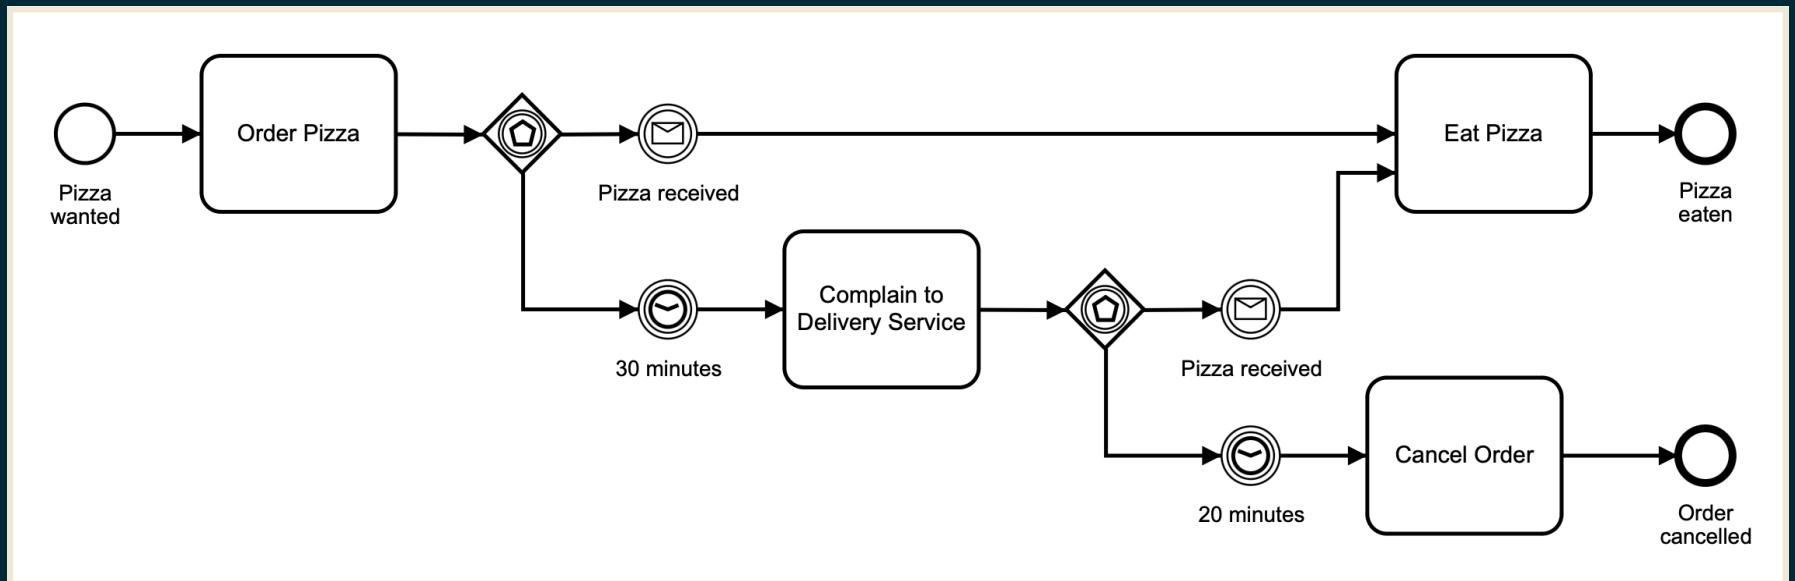 Pizza
wanted
Order Pizza
Pizza received
Eat Pizza
Pizza
eaten
30 minutes
Complain to
Delivery Service
Pizza received
20 minutes
Cancel Order
Order
cancelled